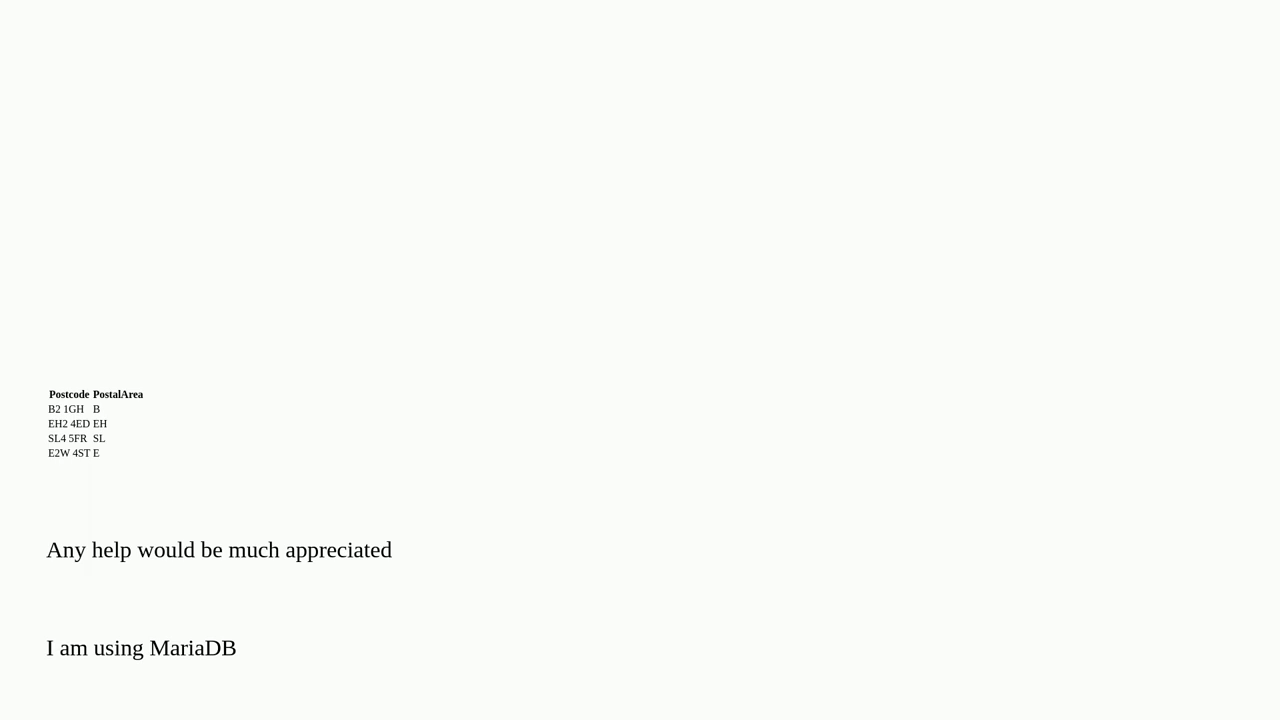 Postcode PostalArea
B2 1GH B
EH2 4ED EH
SL4 5FR SL
E2W 4ST E
Any help would be much appreciated
I am using MariaDB